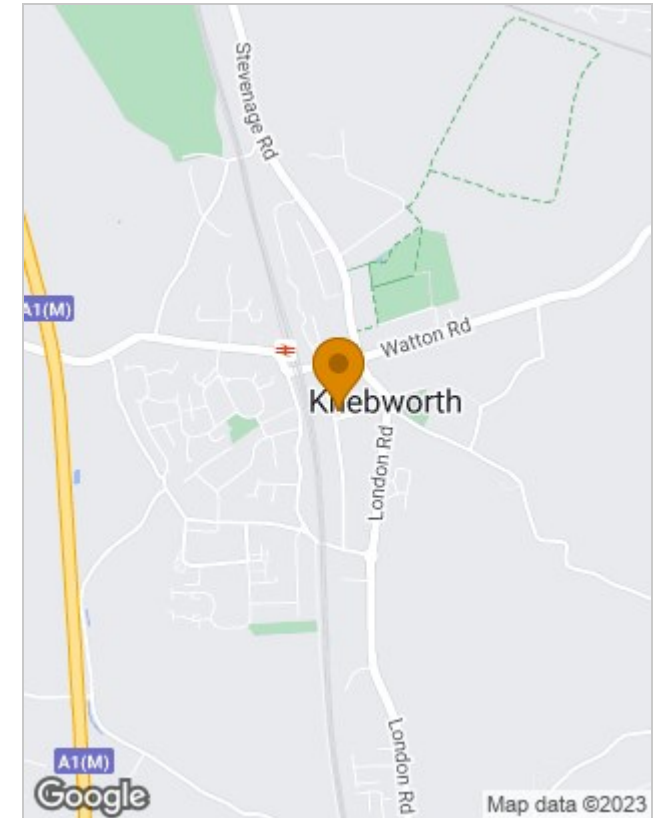 Stevenage Rd
A1(M)
Watton Rd
Knebworth
London Rd
London Rd
A1(M)
Google
Map data ©2023